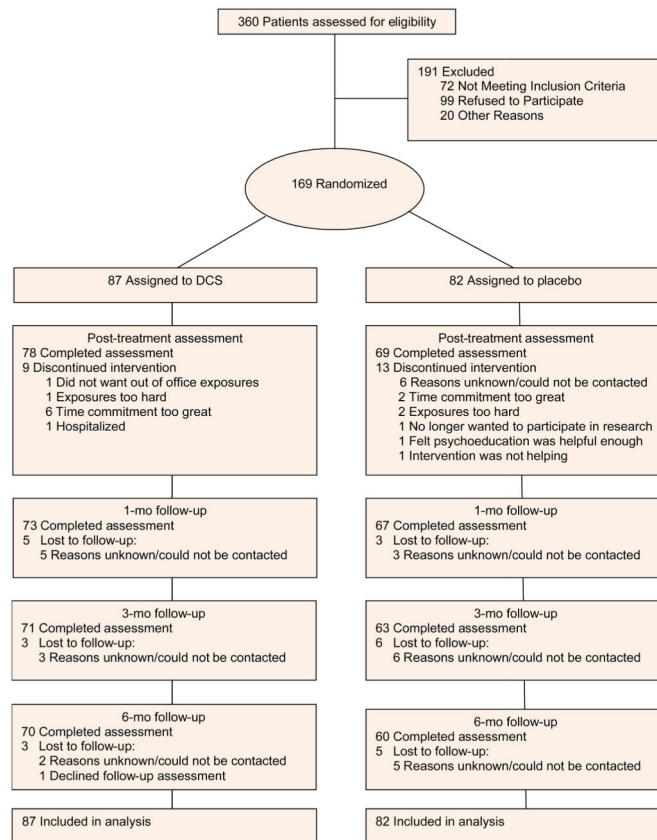 360 Patients assessed for eligibility
191 Excluded
72 Not Meeting Inclusion Criteria
99 Refused to Participate
20 Other Reasons
169 Randomized
87 Assigned to DCS
Post-treatment assessment
78 Completed assessment
9 Discontinued intervention
1 Did not want out of office exposures
1 Exposures too hard
6 Time commitment too great
1 Hospitalized
1-mo follow-up
73 Completed assessment
5 Lost to follow-up:
5 Reasons unknown/could not be contacted
3-mo follow-up
71 Completed assessment
3 Lost to follow-up:
3 Reasons unknown/could not be contacted
6-mo follow-up
70 Completed assessment
3 Lost to follow-up:
2 Reasons unknown/could not be contacted
1 Declined follow-up assessment
87 Included in analysis
82 Assigned to placebo
Post-treatment assessment
69 Completed assessment
13 Discontinued intervention
6 Reasons unknown/could not be contacted
2 Time commitment too great
2 Exposures too hard
1 No longer wanted to participate in research
1 Felt psychoeducation was helpful enough
1 Intervention was not helping
1-mo follow-up
67 Completed assessment
3 Lost to follow-up:
3 Reasons unknown/could not be contacted
3-mo follow-up
63 Completed assessment
6 Lost to follow-up:
6 Reasons unknown/could not be contacted
6-mo follow-up
60 Completed assessment
5 Lost to follow-up:
5 Reasons unknown/could not be contacted
82 Included in analysis